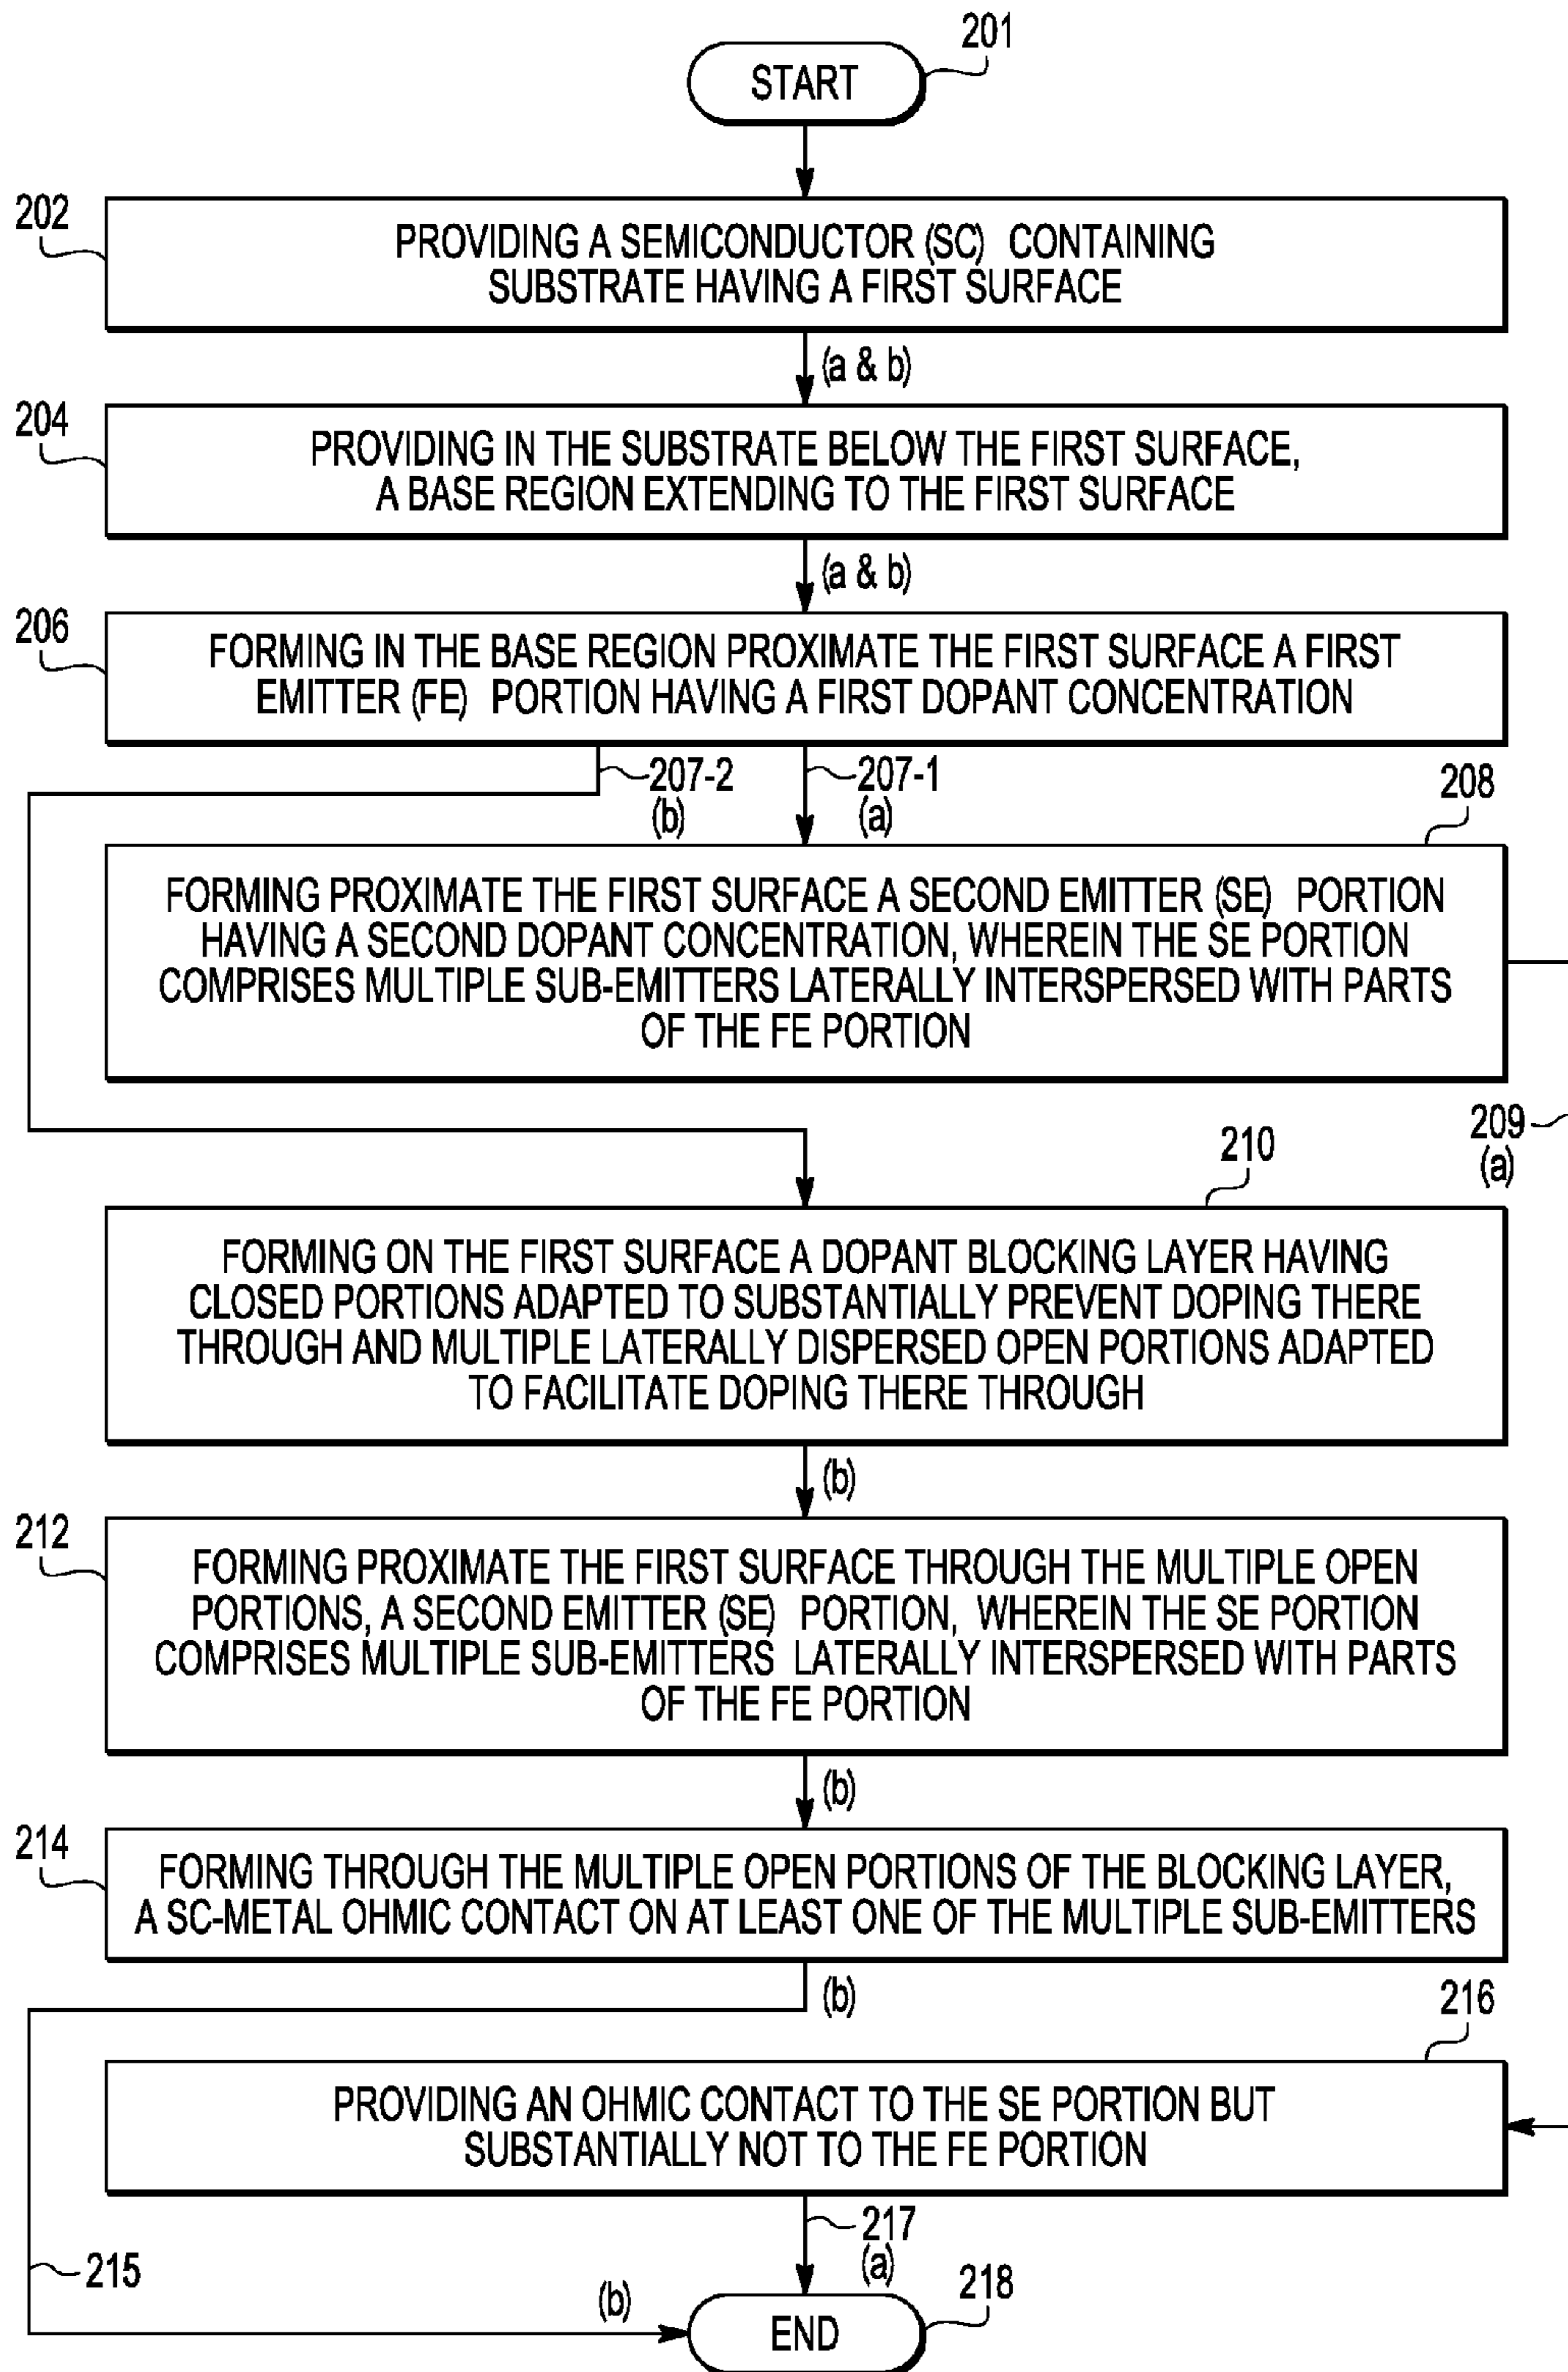 201
START
202
PROVIDING A SEMICONDUCTOR (SC) CONTAINING
SUBSTRATE HAVING A FIRST SURFACE
(a & b)
204
PROVIDING IN THE SUBSTRATE BELOW THE FIRST SURFACE,
A BASE REGION EXTENDING TO THE FIRST SURFACE
(a & b)
206
FORMING IN THE BASE REGION PROXIMATE THE FIRST SURFACE A FIRST
EMITTER (FE) PORTION HAVING A FIRST DOPANT CONCENTRATION
207-2
(b)
207-1
(a)
208
FORMING PROXIMATE THE FIRST SURFACE A SECOND EMITTER (SE) PORTION
HAVING A SECOND DOPANT CONCENTRATION, WHEREIN THE SE PORTION
COMPRISES MULTIPLE SUB-EMITTERS LATERALLY INTERSPERSED WITH PARTS
OF THE FE PORTION
209
(a)
210
FORMING ON THE FIRST SURFACE A DOPANT BLOCKING LAYER HAVING
CLOSED PORTIONS ADAPTED TO SUBSTANTIALLY PREVENT DOPING THERE
THROUGH AND MULTIPLE LATERALLY DISPERSED OPEN PORTIONS ADAPTED
TO FACILITATE DOPING THERE THROUGH
(b)
212
FORMING PROXIMATE THE FIRST SURFACE THROUGH THE MULTIPLE OPEN
PORTIONS, A SECOND EMITTER (SE) PORTION, WHEREIN THE SE PORTION
COMPRISES MULTIPLE SUB-EMITTERS LATERALLY INTERSPERSED WITH PARTS
OF THE FE PORTION
(b)
214
FORMING THROUGH THE MULTIPLE OPEN PORTIONS OF THE BLOCKING LAYER,
A SC-METAL OHMIC CONTACT ON AT LEAST ONE OF THE MULTIPLE SUB-EMITTERS
(b)
216
PROVIDING AN OHMIC CONTACT TO THE SE PORTION BUT
SUBSTANTIALLY NOT TO THE FE PORTION
217
(a)
215
(b)
218
END